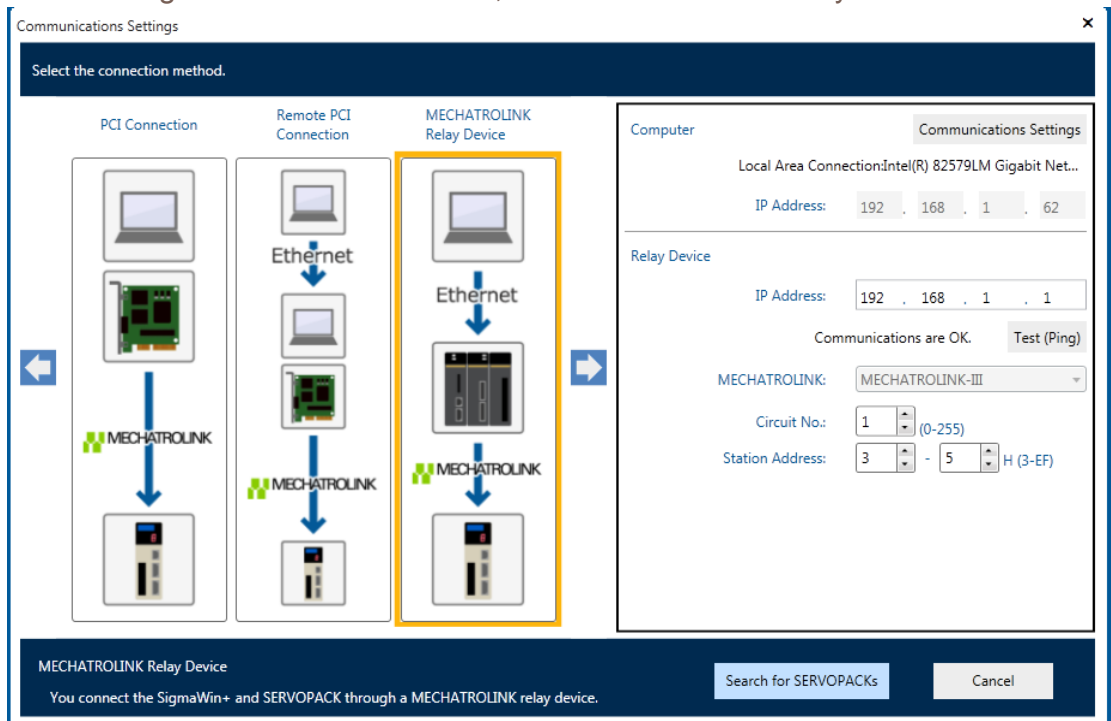 Communications Settings
×
Select the connection method.
PCI Connection
Remote PCI
Connection
MECHATROLINK
Relay Device
Ethernet
Ethernet
MECHATROLINK
MECHATROLINK
MECHATROLINK
Computer
Communications Settings
Local Area Connection:Intel(R) 82579LM Gigabit Net...
IP Address: 192 . 168 . 1 . 62
Relay Device
IP Address: 192 . 168 . 1 . 1
Communications are OK. Test (Ping)
MECHATROLINK: MECHATROLINK-III
Circuit No.: 1 (0-255)
Station Address: 3 - 5 H (3-EF)
MECHATROLINK Relay Device
You connect the SigmaWin+ and SERVOPACK through a MECHATROLINK relay device.
Search for SERVOPACKs
Cancel